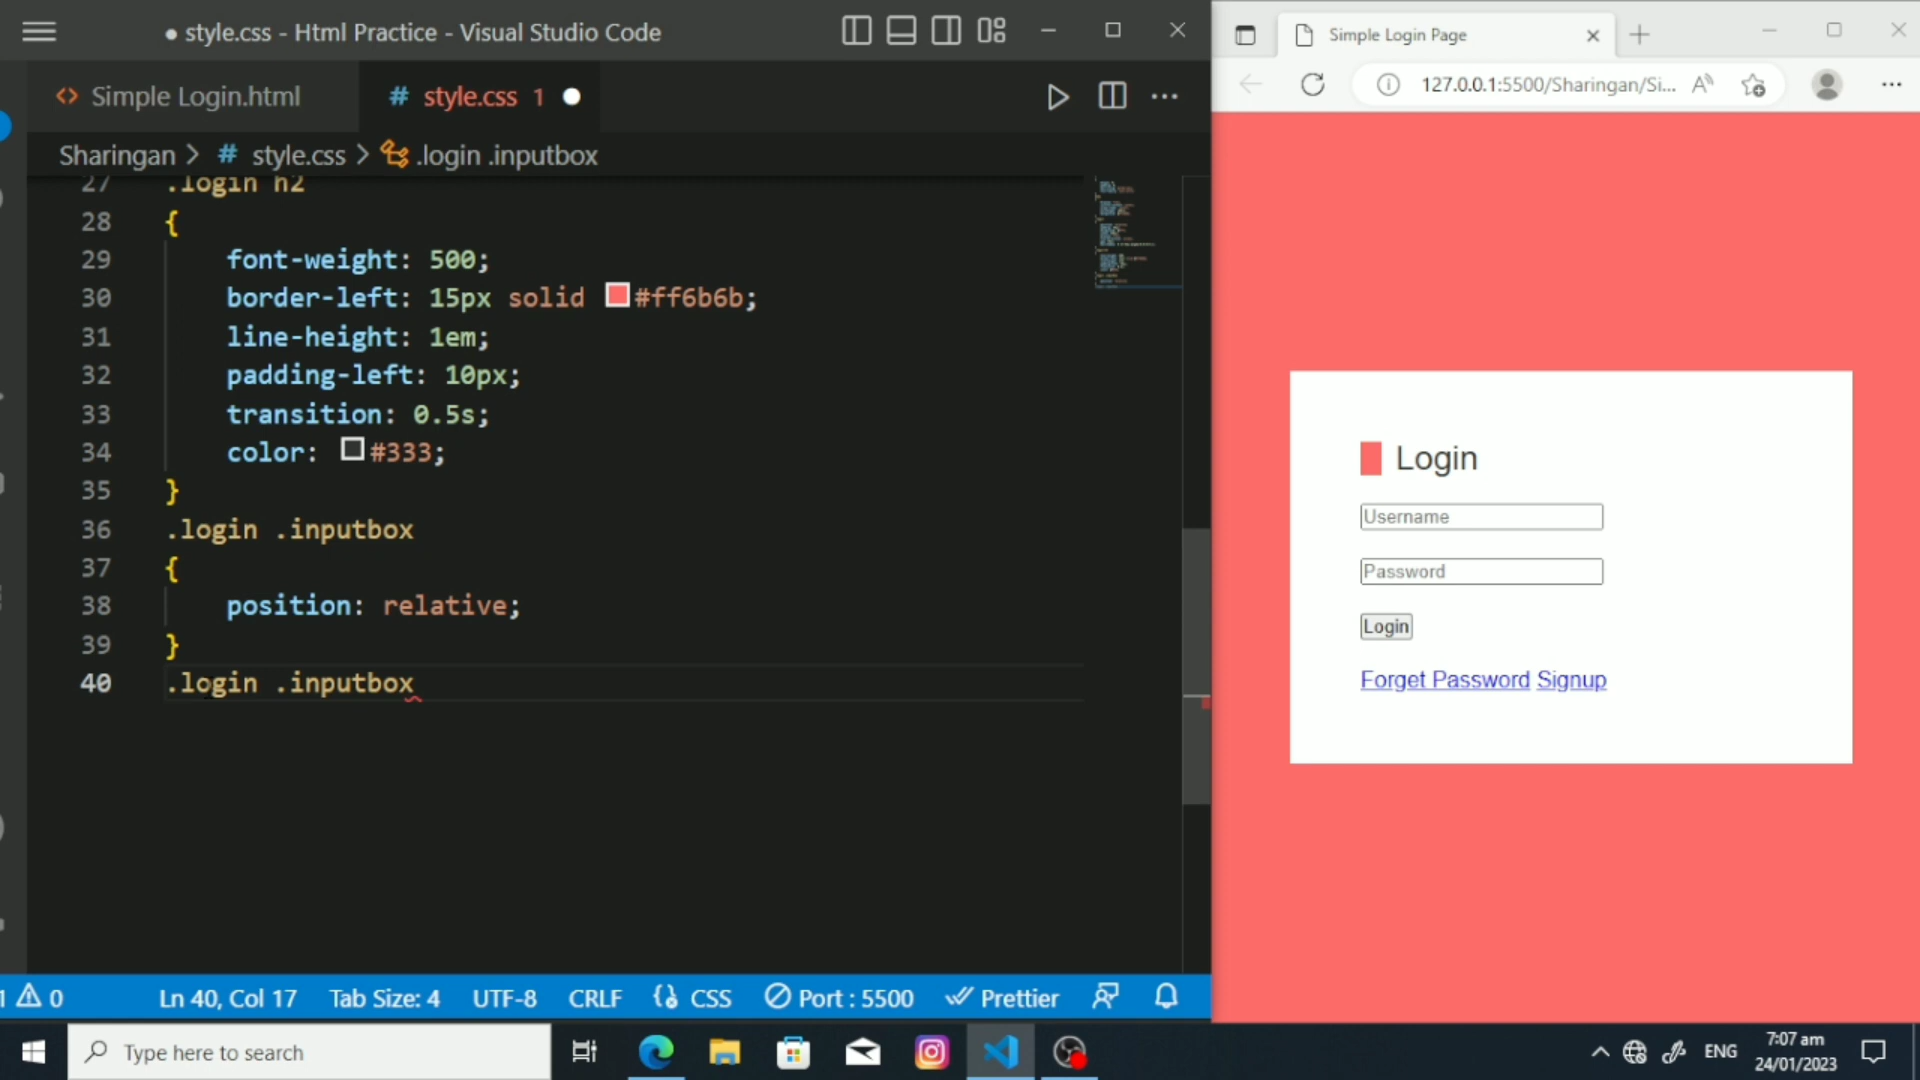 ● style.css - Html Practice - Visual Studio Code
Simple Login.html
# style.css 1 ●
Sharingan > # style.css > .login .inputbox
27 .login h2
28 {
29 font-weight: 500;
30 border-left: 15px solid #ff6b6b;
31 line-height: 1em;
32 padding-left: 10px;
33 transition: 0.5s;
34 color: #333;
35 }
36 .login .inputbox
37 {
38 position: relative;
39 }
40 .login .inputbox
1 0 Ln 40, Col 17 Tab Size: 4 UTF-8 CRLF CSS Port : 5500 Prettier
Simple Login Page
127.0.0.1:5500/Sharingan/Si...
Login
Username
Password
Login
Forget Password Signup
Type here to search
ENG
7:07 am
24/01/2023